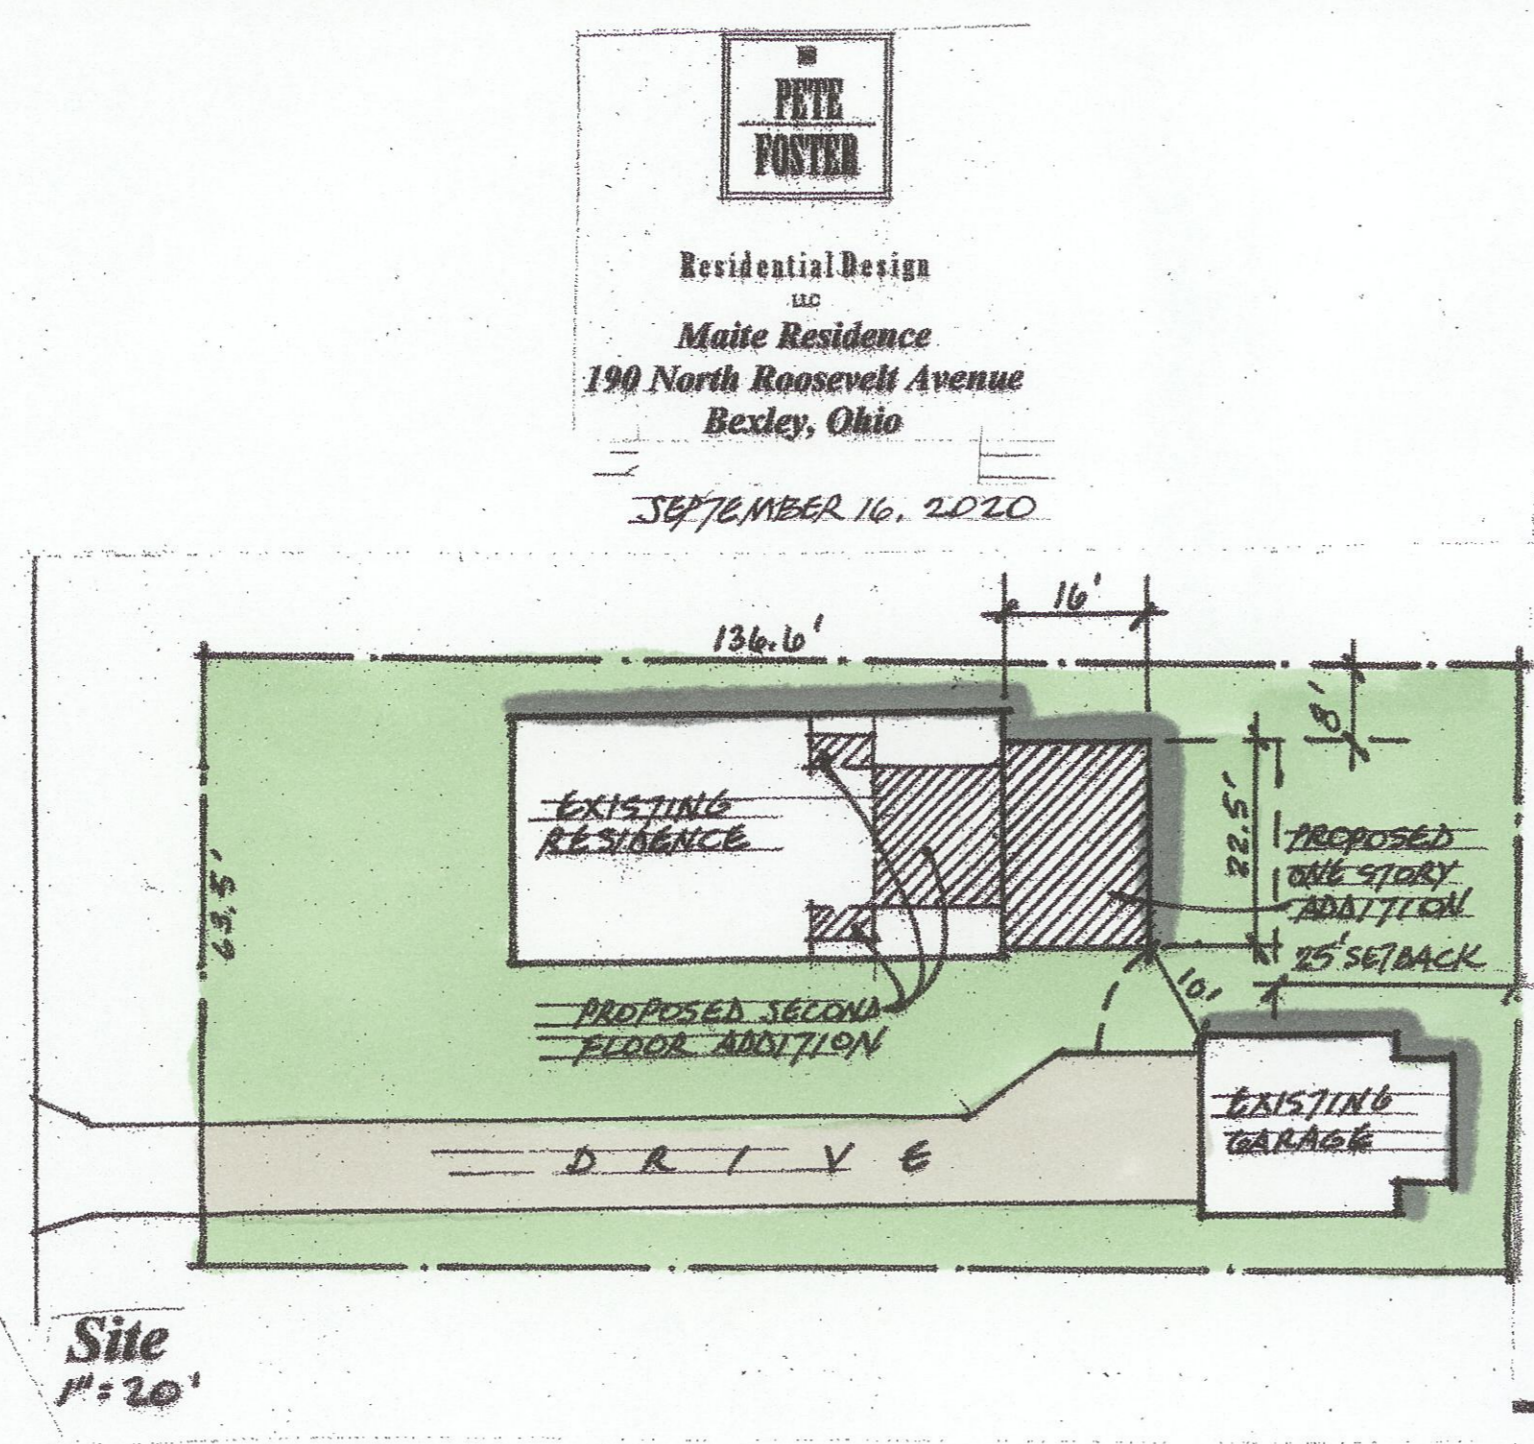 PETE
FOSTER
Residential Design
LLC
Maite Residence
190 North Roosevelt Avenue
Bexley, Ohio
SEPTEMBER 16, 2020
16'
136.6'
8'
EXISTING
RESIDENCE
22.5'
PROPOSED
ONE STORY
ADDITION
63.5'
25' SETBACK
10'
PROPOSED SECOND
FLOOR ADDITION
EXISTING
GARAGE
DRIVE
Site
1"=20'